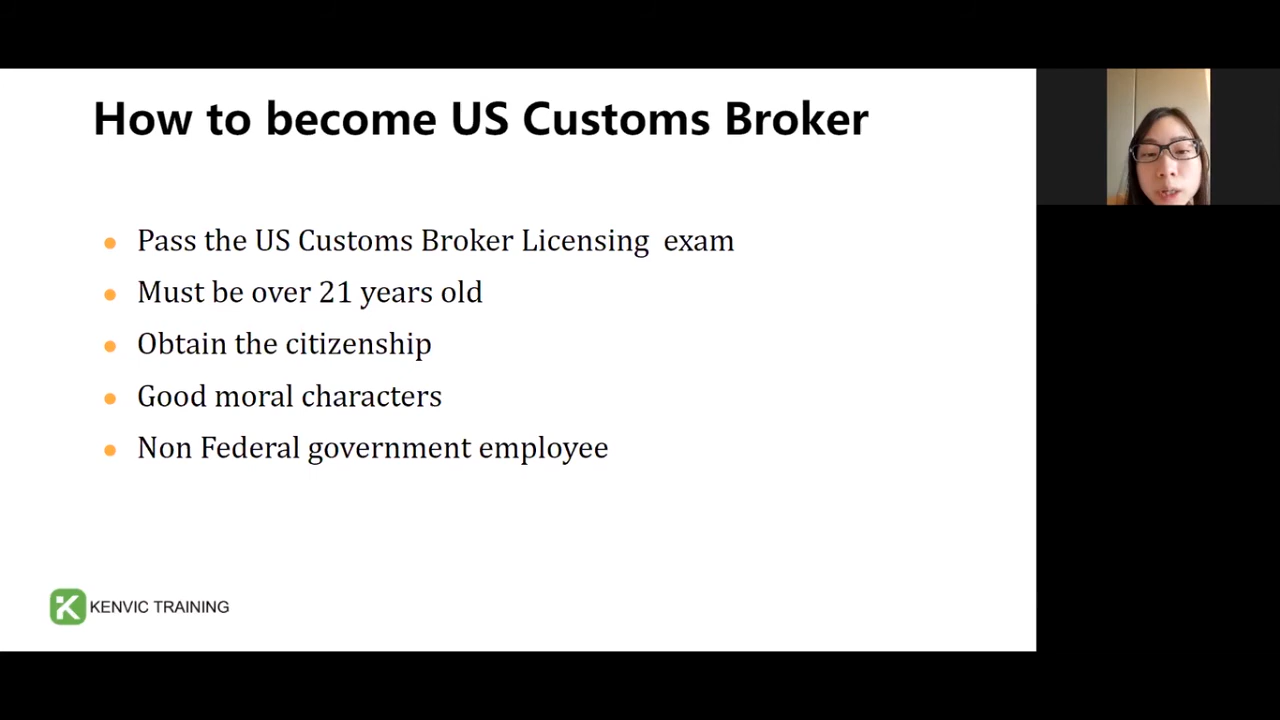 How to become US Customs Broker
Pass the US Customs Broker Licensing  exam
Must be over 21 years old
Obtain the citizenship
Good moral characters
Non Federal government employee
KENVIC TRAINING